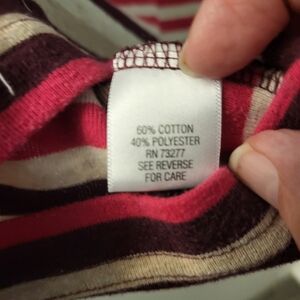 60% COTTON
40% POLYESTER
RN 73277
SEE REVERSE
FOR CARE